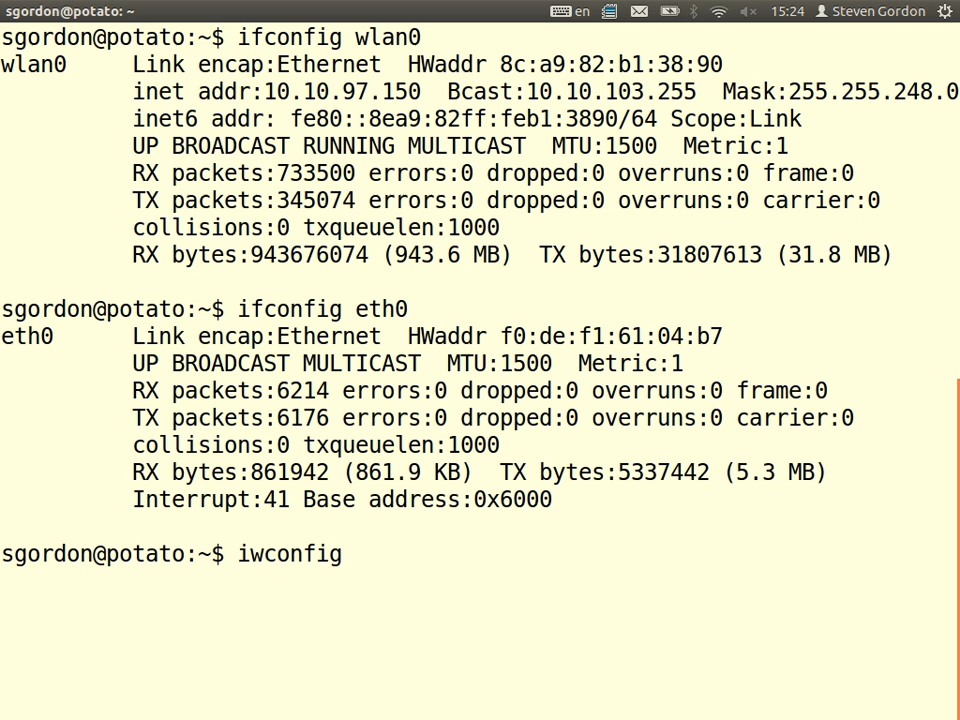 sgordon@potato: ~ en 15:24 Steven Gordon
sgordon@potato:~$ ifconfig wlan0
wlan0 Link encap:Ethernet HWaddr 8c:a9:82:b1:38:90
inet addr:10.10.97.150 Bcast:10.10.103.255 Mask:255.255.248.0
inet6 addr: fe80::8ea9:82ff:feb1:3890/64 Scope:Link
UP BROADCAST RUNNING MULTICAST MTU:1500 Metric:1
RX packets:733500 errors:0 dropped:0 overruns:0 frame:0
TX packets:345074 errors:0 dropped:0 overruns:0 carrier:0
collisions:0 txqueuelen:1000
RX bytes:943676074 (943.6 MB) TX bytes:31807613 (31.8 MB)
sgordon@potato:~$ ifconfig eth0
eth0 Link encap:Ethernet HWaddr f0:de:f1:61:04:b7
UP BROADCAST MULTICAST MTU:1500 Metric:1
RX packets:6214 errors:0 dropped:0 overruns:0 frame:0
TX packets:6176 errors:0 dropped:0 overruns:0 carrier:0
collisions:0 txqueuelen:1000
RX bytes:861942 (861.9 KB) TX bytes:5337442 (5.3 MB)
Interrupt:41 Base address:0x6000
sgordon@potato:~$ iwconfig